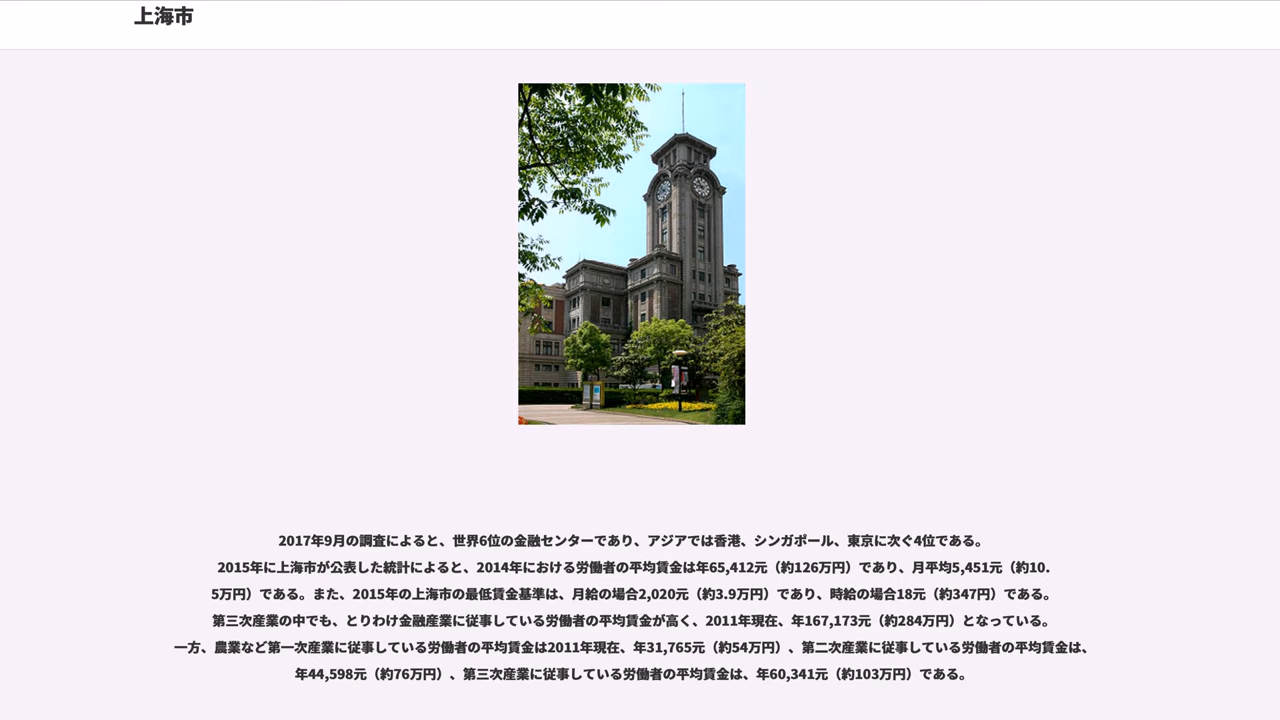 上海市
2017年9月の調査によると、世界6位の金融センターであり、アジアでは香港、シンガポール、東京に次ぐ4位である。
2015年に上海市が公表した統計によると、2014年における労働者の平均賃金は年65,412元（約126万円）であり、月平均5,451元（約10.
5万円）である。また、2015年の上海市の最低賃金基準は、月給の場合2,020元（約3.9万円）であり、時給の場合18元（約347円）である。
第三次産業の中でも、とりわけ金融産業に従事している労働者の平均賃金が高く、2011年現在、年167,173元（約284万円）となっている。
一方、農業など第一次産業に従事している労働者の平均賃金は2011年現在、年31,765元（約54万円）、第二次産業に従事している労働者の平均賃金は、
年44,598元（約76万円）、第三次産業に従事している労働者の平均賃金は、年60,341元（約103万円）である。